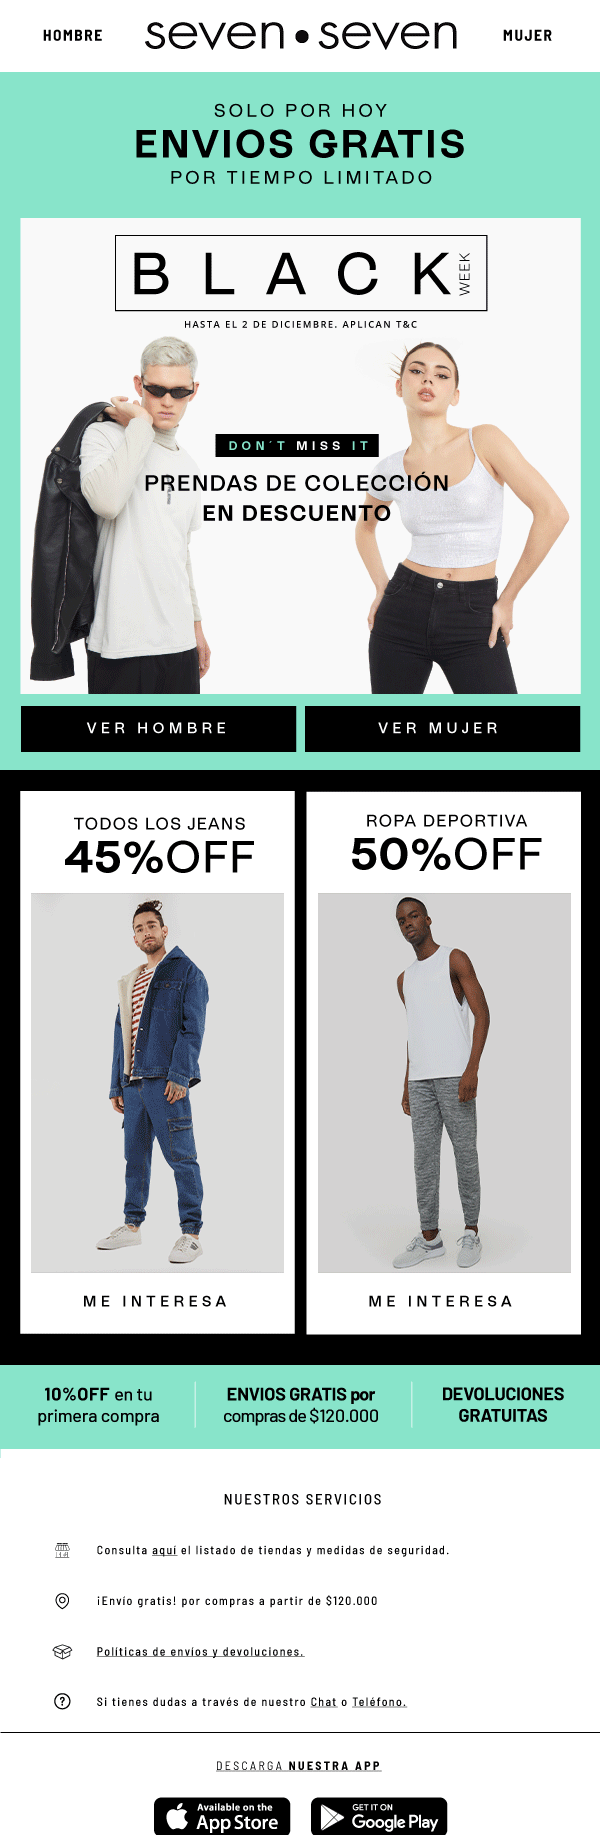 HOMBRE
seven•seven
MUJER
SOLO POR HOY
ENVIOS GRATIS
POR TIEMPO LIMITADO
BLACK WEEK
HASTA EL 2 DE DICIEMBRE. APLICAN T&C
DON´T MISS IT
PRENDAS DE COLECCIÓN
EN DESCUENTO
VER HOMBRE
VER MUJER
TODOS LOS JEANS
45%OFF
ME INTERESA
ROPA DEPORTIVA
50%OFF
ME INTERESA
10%OFF en tu
primera compra
ENVIOS GRATIS por
compras de $120.000
DEVOLUCIONES
GRATUITAS
NUESTROS SERVICIOS
Consulta aquí el listado de tiendas y medidas de seguridad.
¡Envío gratis! por compras a partir de $120.000
Políticas de envíos y devoluciones.
Si tienes dudas a través de nuestro Chat o Teléfono.
DESCARGA NUESTRA APP
Available on the
App Store
GET IT ON
Google Play